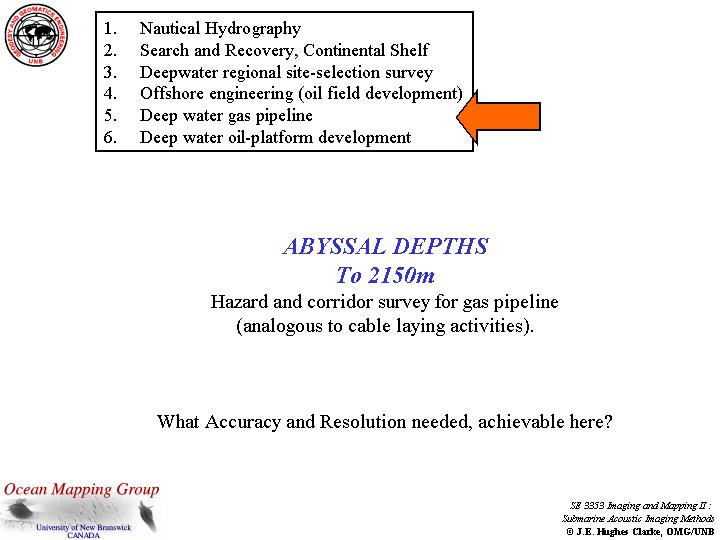 GEODESY AND GEOMATICS ENGINEERING
UNB
1. Nautical Hydrography
2. Search and Recovery, Continental Shelf
3. Deepwater regional site-selection survey
4. Offshore engineering (oil field development)
5. Deep water gas pipeline
6. Deep water oil-platform development
ABYSSAL DEPTHS
To 2150m
Hazard and corridor survey for gas pipeline
(analogous to cable laying activities).
What Accuracy and Resolution needed, achievable here?
Ocean Mapping Group
University of New Brunswick
CANADA
SE 3353 Imaging and Mapping II :
Submarine Acoustic Imaging Methods
© J.E. Hughes Clarke, OMG/UNB